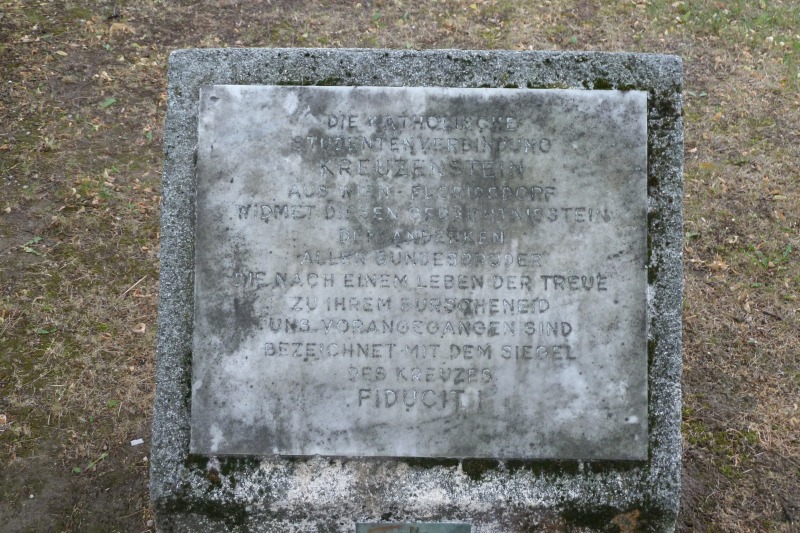 DIE KATHOLISCHE
STUDENTENVERBINDUNG
KREUZENSTEIN
AUS WIEN-FLORIDSDORF
WIDMET DIESEN GEDÄCHTNISSTEIN
DEM ANDENKEN
ALLER BUNDESBRÜDER
DIE NACH EINEM LEBEN DER TREUE
ZU IHREM BURSCHENEID
UNS VORANGEGANGEN SIND
BEZEICHNET MIT DEM SIEGEL
DES KREUZES
FIDUCIT !